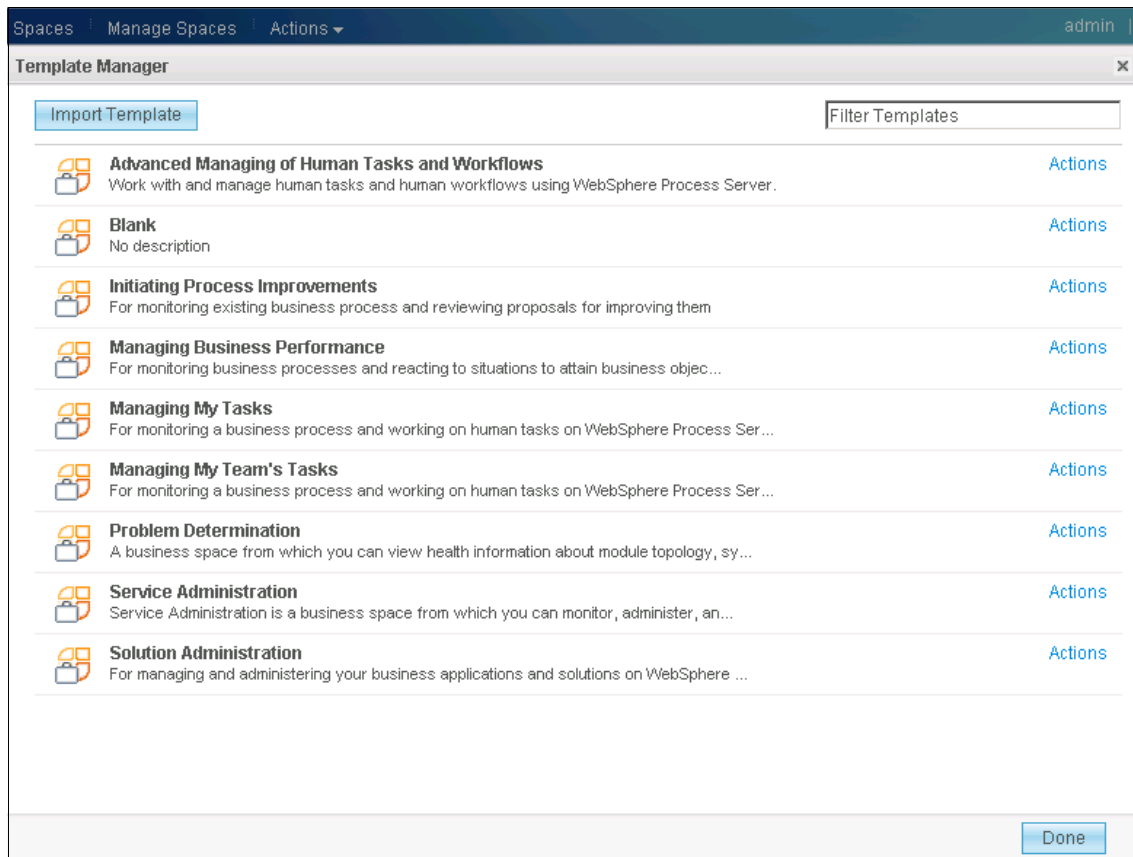 Spaces Manage Spaces Actions admin
Template Manager
Import Template Filter Templates
Advanced Managing of Human Tasks and Workflows Actions
Work with and manage human tasks and human workflows using WebSphere Process Server.
Blank Actions
No description
Initiating Process Improvements Actions
For monitoring existing business process and reviewing proposals for improving them
Managing Business Performance Actions
For monitoring business processes and reacting to situations to attain business objec...
Managing My Tasks Actions
For monitoring a business process and working on human tasks on WebSphere Process Ser...
Managing My Team's Tasks Actions
For monitoring a business process and working on human tasks on WebSphere Process Ser...
Problem Determination Actions
A business space from which you can view health information about module topology, sy...
Service Administration Actions
Service Administration is a business space from which you can monitor, administer, an...
Solution Administration Actions
For managing and administering your business applications and solutions on WebSphere ...
Done